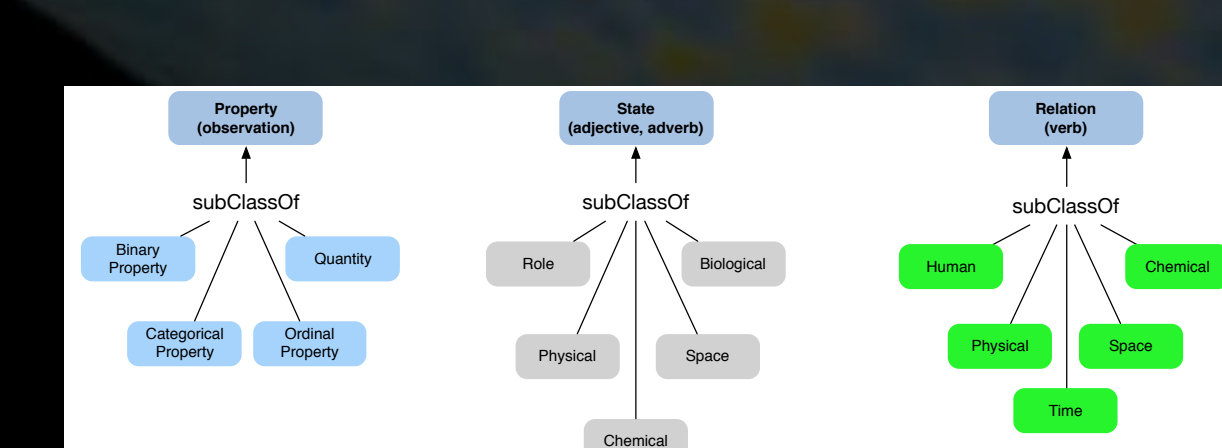 Property
(observation)
subClassOf
Binary
Property
Quantity
Categorical
Property
Ordinal
Property
State
(adjective, adverb)
subClassOf
Role
Biological
Physical
Space
Chemical
Relation
(verb)
subClassOf
Human
Chemical
Physical
Space
Time